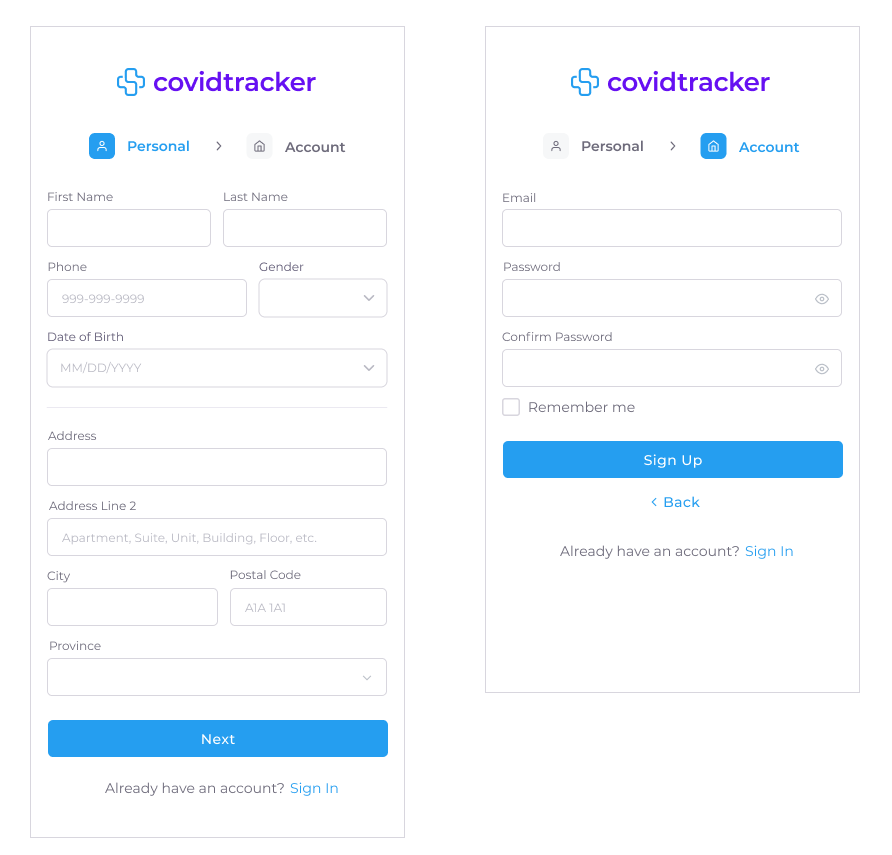 covidtracker
Personal > Account
First Name Last Name
Phone Gender
999-999-9999
Date of Birth
MM/DD/YYYY
Address
Address Line 2
Apartment, Suite, Unit, Building, Floor, etc.
City Postal Code
A1A 1A1
Province
Next
Already have an account? Sign In
covidtracker
Personal > Account
Email
Password
Confirm Password
Remember me
Sign Up
< Back
Already have an account? Sign In